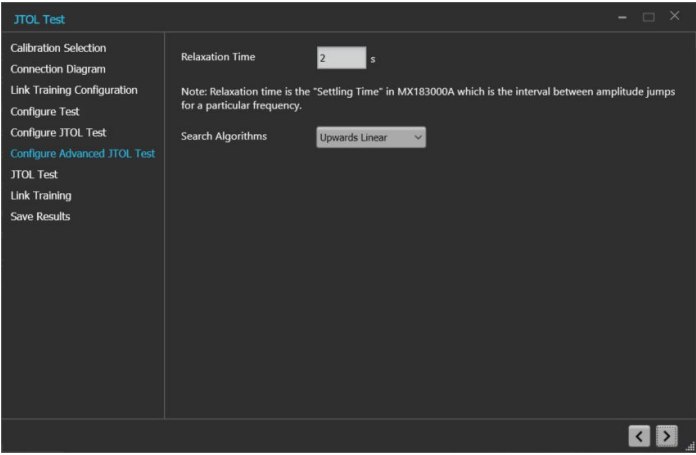 JTOL Test
Calibration Selection
Connection Diagram
Link Training Configuration
Configure Test
Configure JTOL Test
Configure Advanced JTOL Test
JTOL Test
Link Training
Save Results
Relaxation Time
2
s
Note: Relaxation time is the "Settling Time" in MX183000A which is the interval between amplitude jumps
for a particular frequency.
Search Algorithms
Upwards Linear